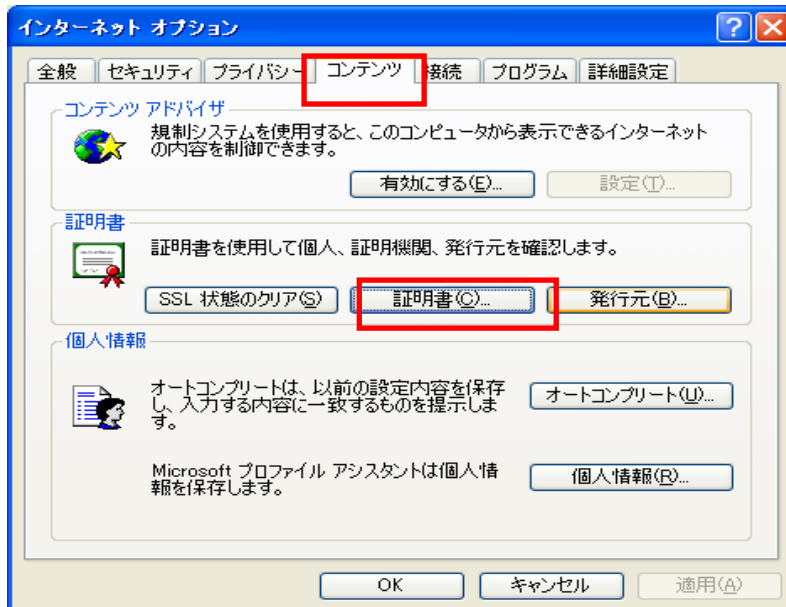 インターネット オプション
全般 セキュリティ プライバシー コンテンツ 接続 プログラム 詳細設定
コンテンツ アドバイザ
規制システムを使用すると、このコンピュータから表示できるインターネット
の内容を制御できます。
有効にする(E)... 設定(T)...
証明書
証明書を使用して個人、証明機関、発行元を確認します。
SSL 状態のクリア(S) 証明書(C)... 発行元(B)...
個人情報
オートコンプリートは、以前の設定内容を保存
し、入力する内容に一致するものを提示しま
す。
オートコンプリート(U)...
Microsoft プロファイル アシスタントは個人情
報を保存します。
個人情報(R)...
OK キャンセル 適用(A)